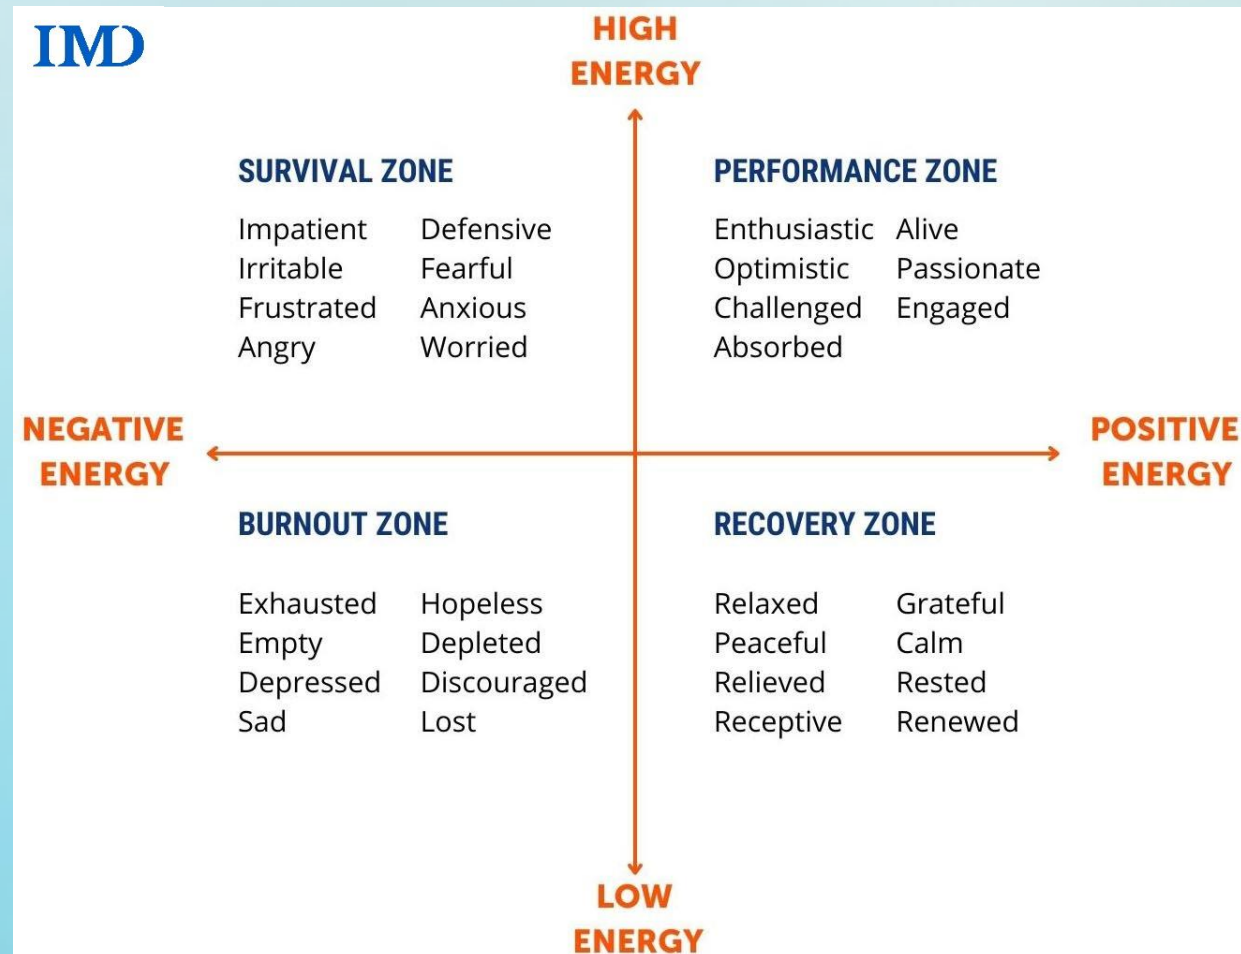 IMD
HIGH
ENERGY
SURVIVAL ZONE
Impatient Defensive
Irritable Fearful
Frustrated Anxious
Angry Worried
PERFORMANCE ZONE
Enthusiastic Alive
Optimistic Passionate
Challenged Engaged
Absorbed
NEGATIVE
ENERGY
POSITIVE
ENERGY
BURNOUT ZONE
Exhausted Hopeless
Empty Depleted
Depressed Discouraged
Sad Lost
RECOVERY ZONE
Relaxed Grateful
Peaceful Calm
Relieved Rested
Receptive Renewed
LOW
ENERGY